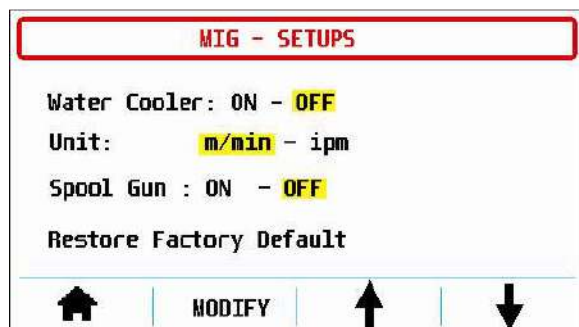 MIG - SETUPS
Water Cooler: ON - OFF
Unit: m/min - ipm
Spool Gun : ON - OFF
Restore Factory Default
MODIFY